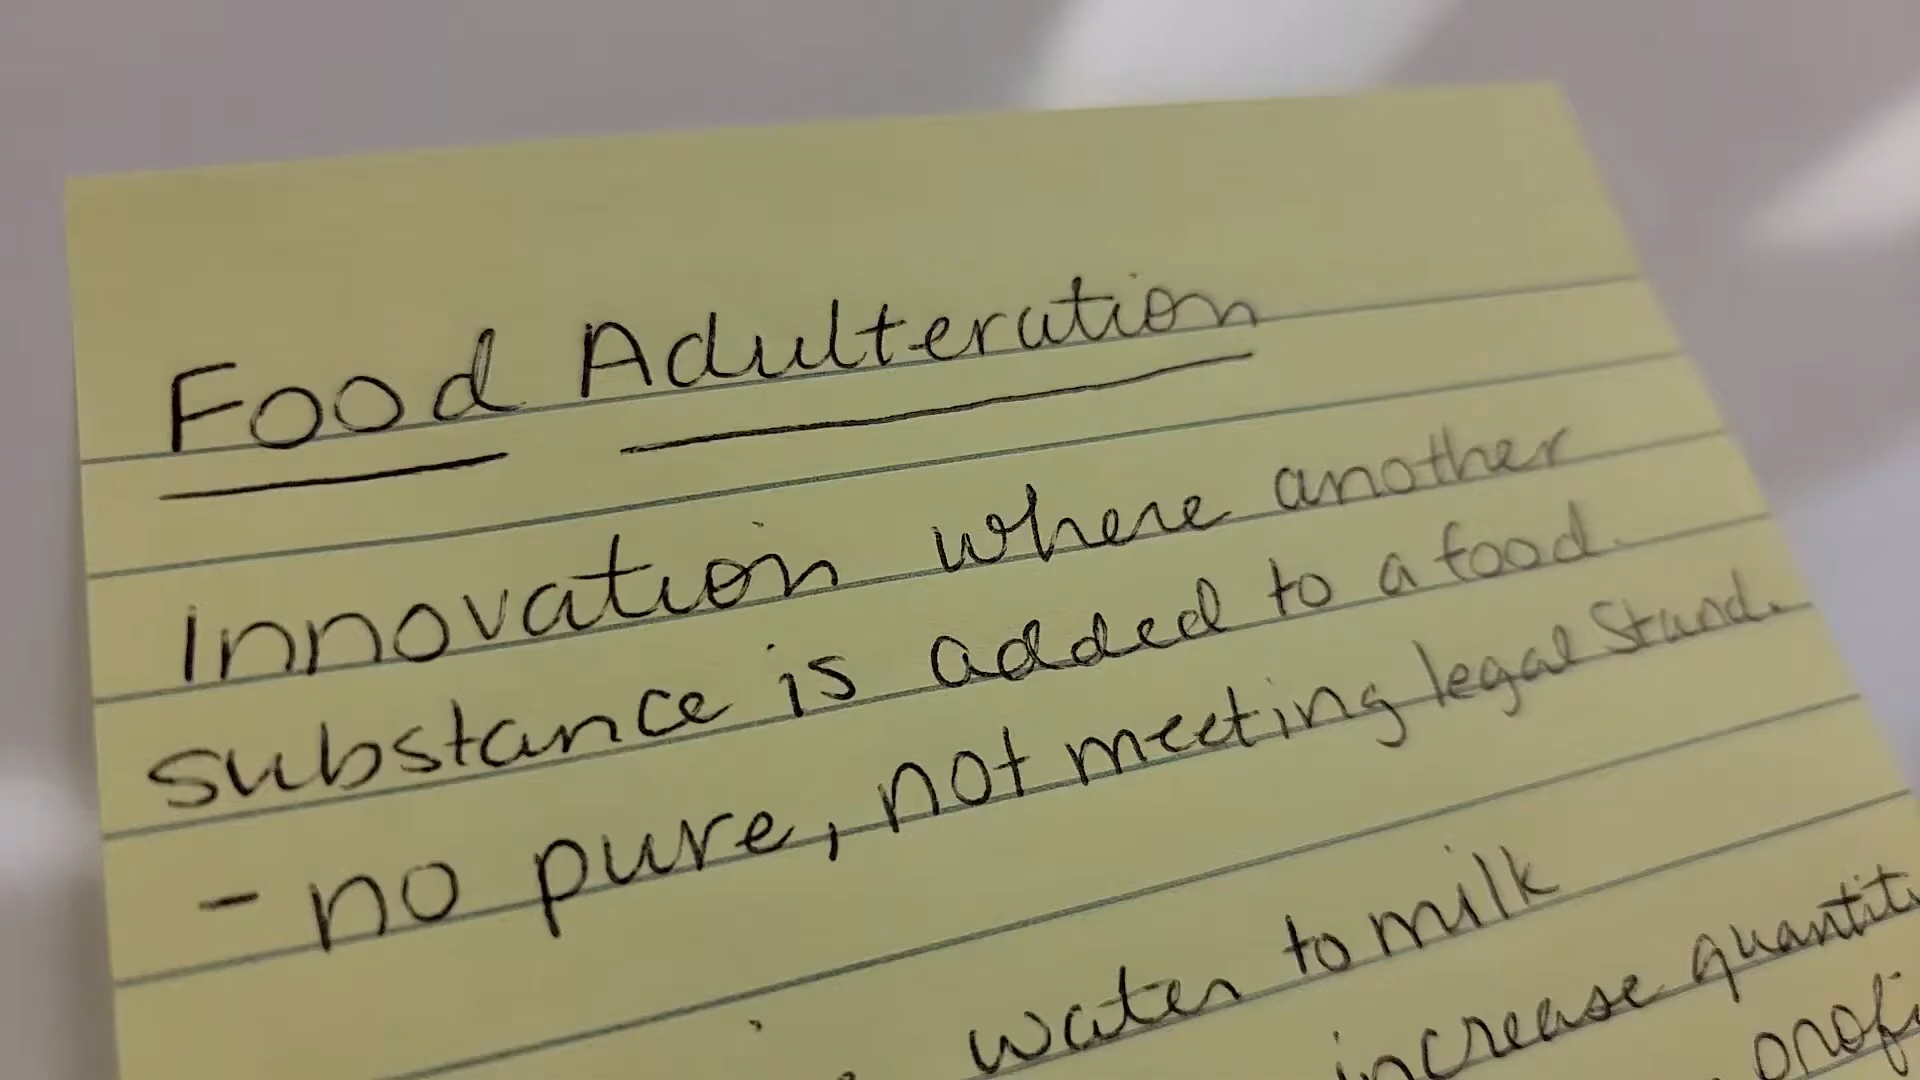 Food Adulteration
innovation where another
substance is added to a food.
- no pure, not meeting legal Stand.
water to milk
increase quantit
profi